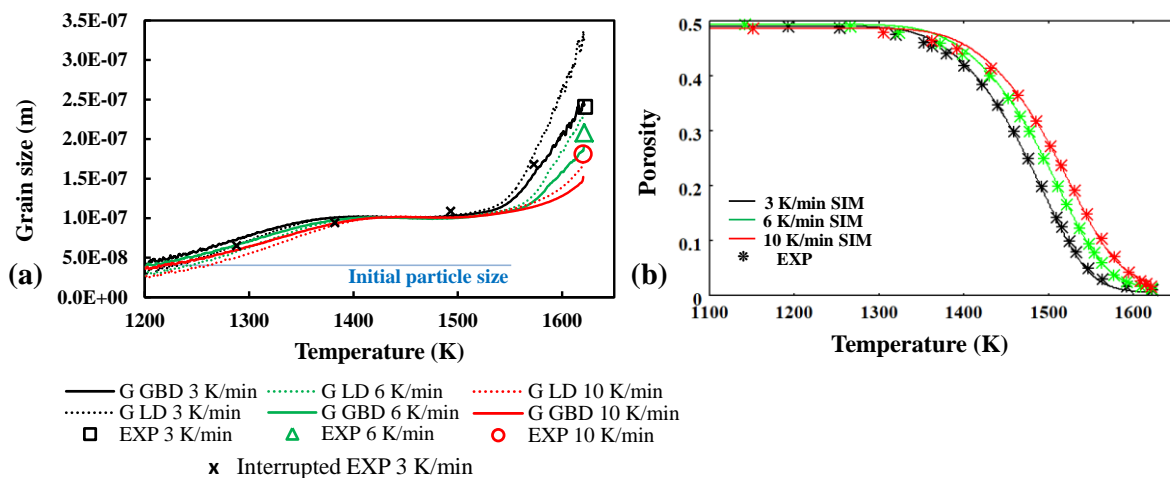 3.5E-07
3.0E-07
2.5E-07
2.0E-07
1.5E-07
1.0E-07
5.0E-08
0.0E+00
Grain size (m)
(a)
Initial particle size
1200 1300 1400 1500 1600
Temperature (K)
G GBD 3 K/min G LD 6 K/min G LD 10 K/min
G LD 3 K/min G GBD 6 K/min G GBD 10 K/min
EXP 3 K/min EXP 6 K/min EXP 10 K/min
x Interrupted EXP 3 K/min
0.5
0.4
0.3
0.2
0.1
0
Porosity
(b)
3 K/min SIM
6 K/min SIM
10 K/min SIM
EXP
1100 1200 1300 1400 1500 1600
Temperature (K)